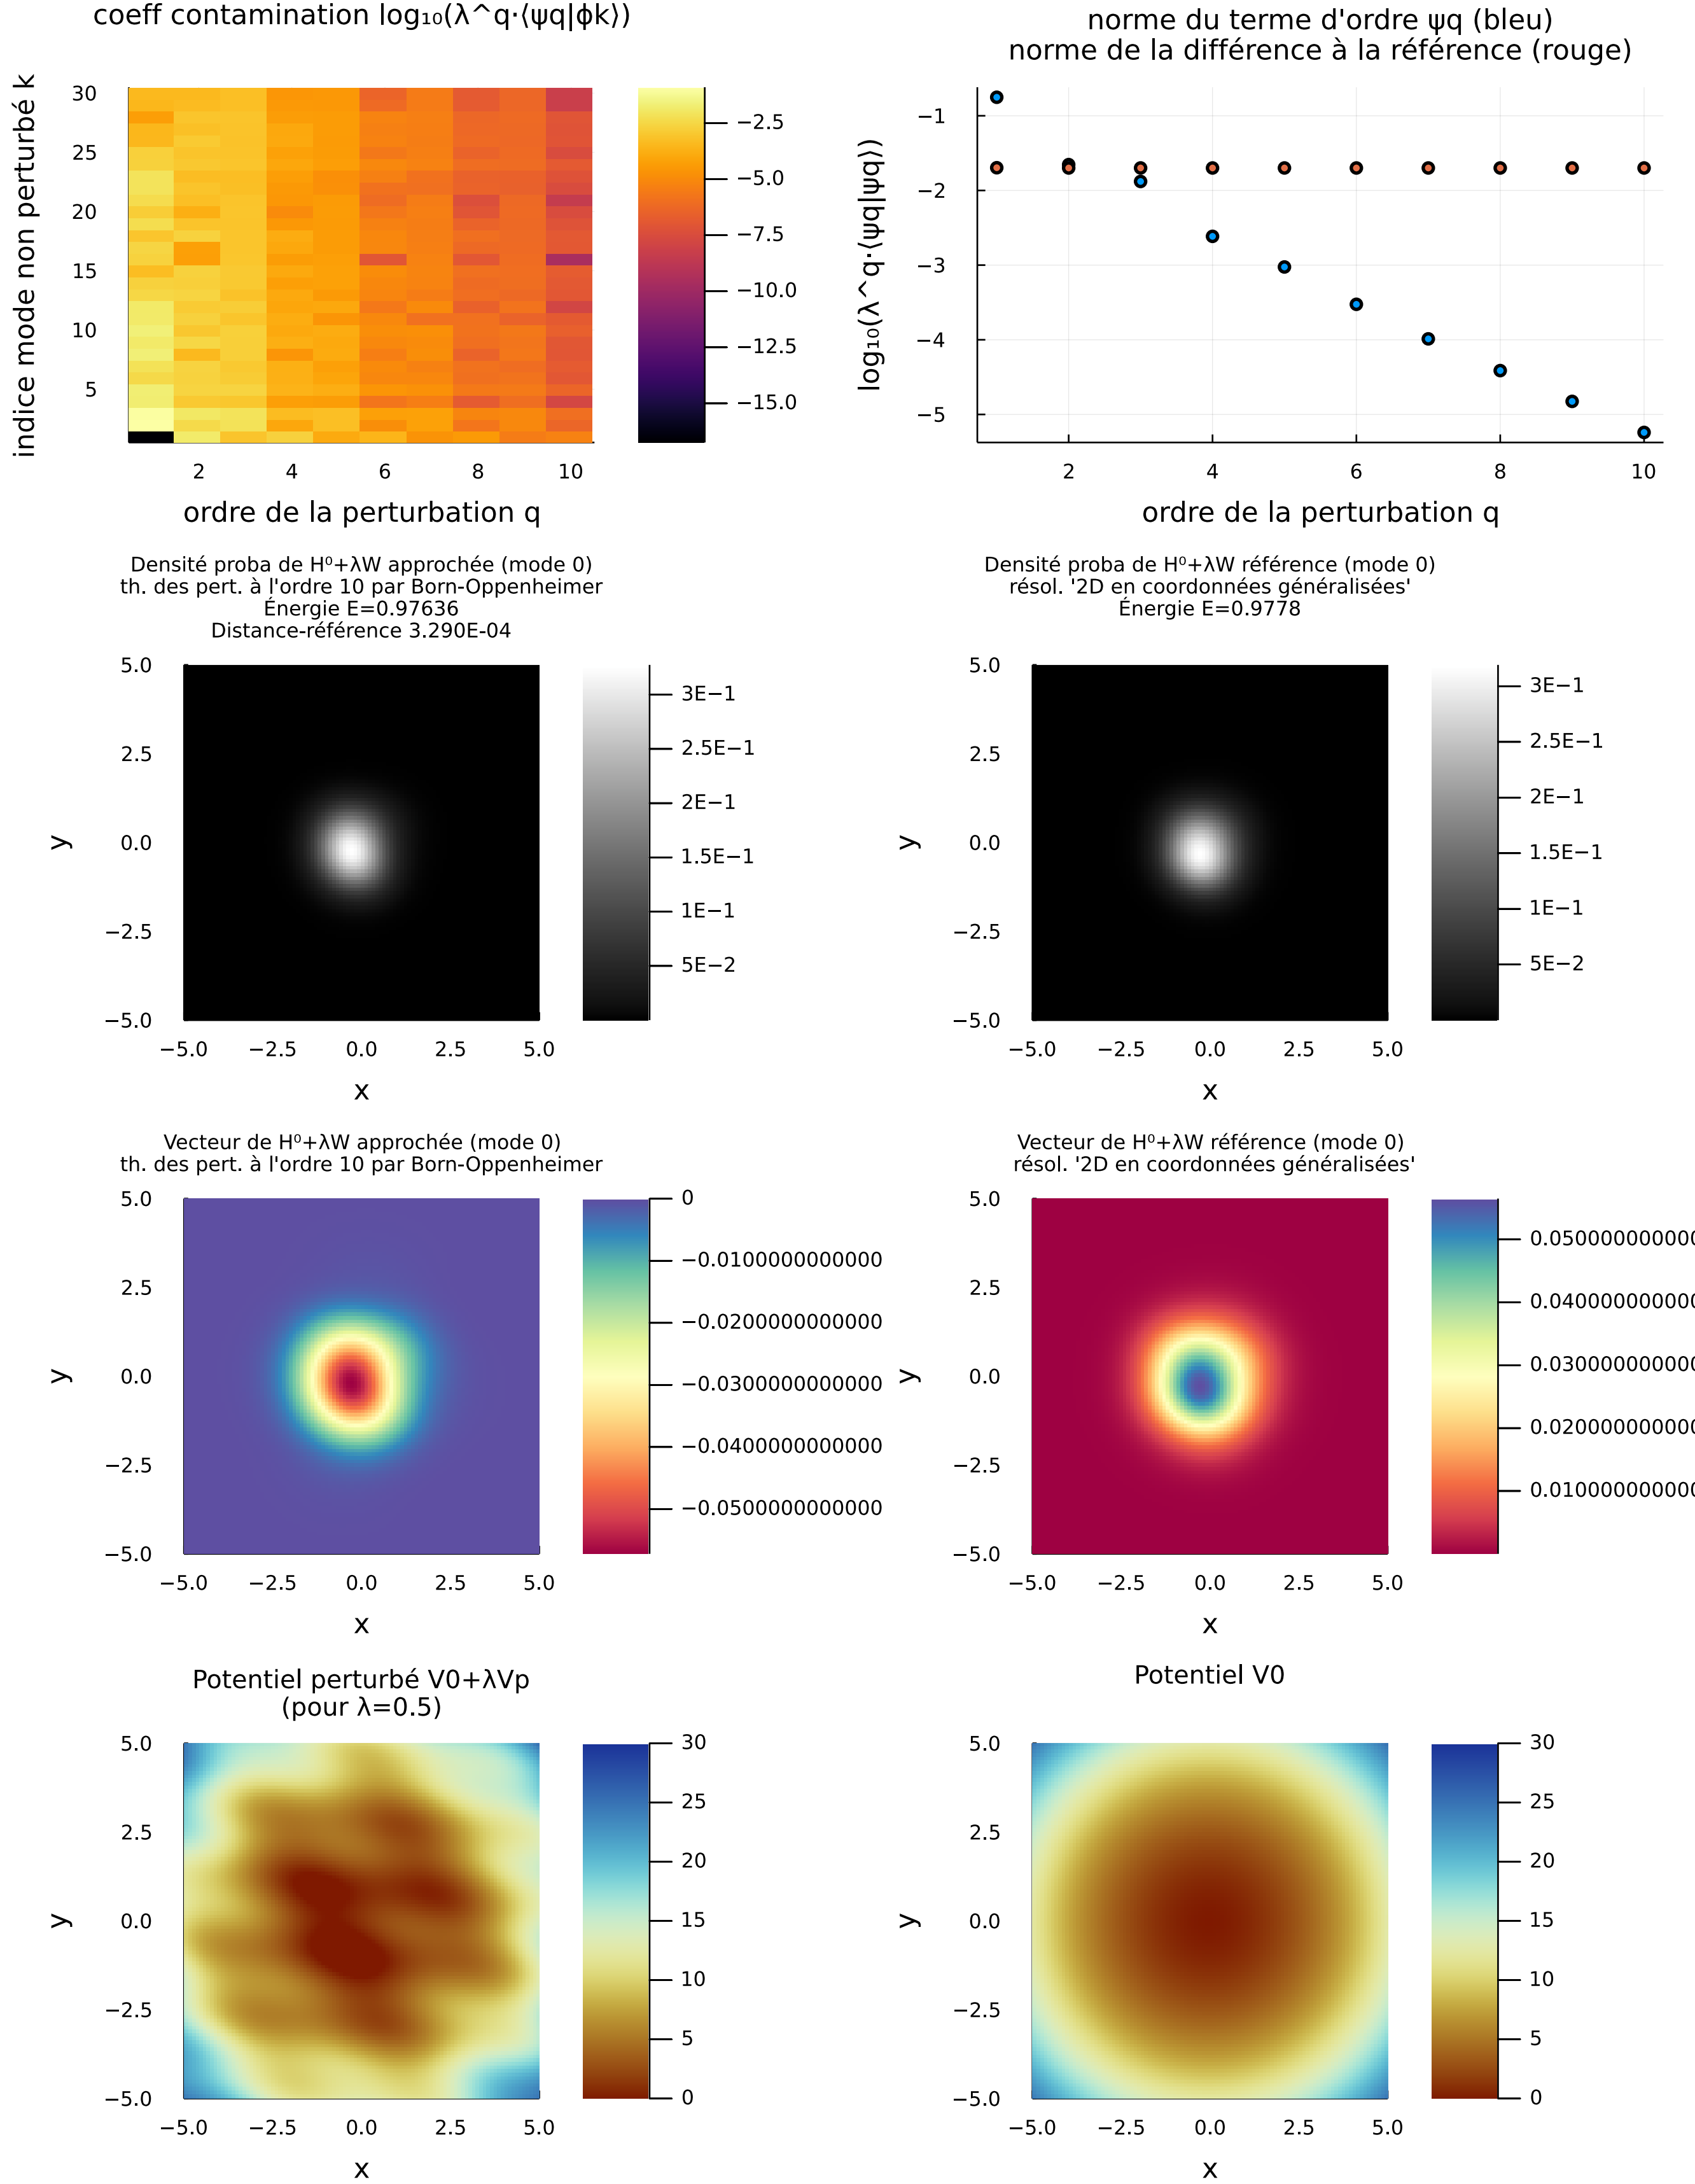 coeff contamination log₁₀(λ^q·⟨ψq|ϕk⟩)
indice mode non perturbé k
30
25
20
15
10
5
2 4 6 8 10
ordre de la perturbation q
−2.5
−5.0
−7.5
−10.0
−12.5
−15.0
norme du terme d'ordre ψq (bleu)
norme de la différence à la référence (rouge)
log₁₀(λ^q·⟨ψq|ψq⟩)
−1
−2
−3
−4
−5
2 4 6 8 10
ordre de la perturbation q
Densité proba de H⁰+λW approchée (mode 0)
th. des pert. à l'ordre 10 par Born-Oppenheimer
Énergie E=0.97636
Distance-référence 3.290E-04
y
5.0
2.5
0.0
−2.5
−5.0
−5.0 −2.5 0.0 2.5 5.0
x
3E−1
2.5E−1
2E−1
1.5E−1
1E−1
5E−2
Densité proba de H⁰+λW référence (mode 0)
résol. '2D en coordonnées généralisées'
Énergie E=0.9778
y
5.0
2.5
0.0
−2.5
−5.0
−5.0 −2.5 0.0 2.5 5.0
x
3E−1
2.5E−1
2E−1
1.5E−1
1E−1
5E−2
Vecteur de H⁰+λW approchée (mode 0)
th. des pert. à l'ordre 10 par Born-Oppenheimer
y
5.0
2.5
0.0
−2.5
−5.0
−5.0 −2.5 0.0 2.5 5.0
x
0
−0.0100000000000
−0.0200000000000
−0.0300000000000
−0.0400000000000
−0.0500000000000
Vecteur de H⁰+λW référence (mode 0)
résol. '2D en coordonnées généralisées'
y
5.0
2.5
0.0
−2.5
−5.0
−5.0 −2.5 0.0 2.5 5.0
x
0.050000000000
0.040000000000
0.030000000000
0.020000000000
0.010000000000
Potentiel perturbé V0+λVp
(pour λ=0.5)
y
5.0
2.5
0.0
−2.5
−5.0
−5.0 −2.5 0.0 2.5 5.0
x
30
25
20
15
10
5
0
Potentiel V0
y
5.0
2.5
0.0
−2.5
−5.0
−5.0 −2.5 0.0 2.5 5.0
x
30
25
20
15
10
5
0